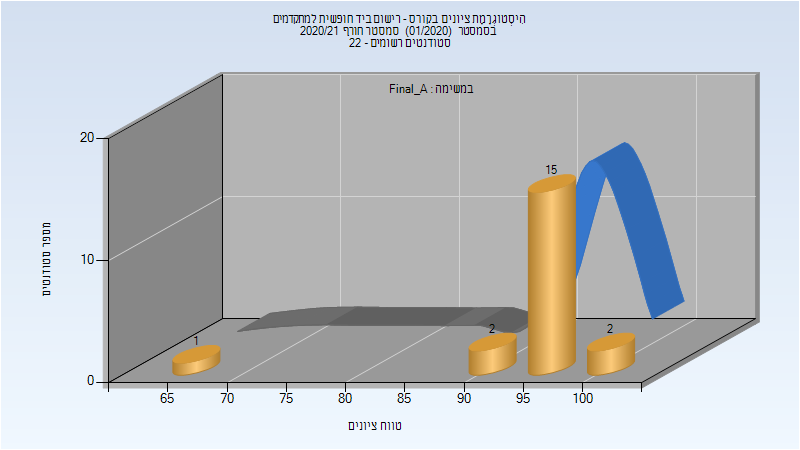 היסטוגרמת ציונים בקורס - רישום ביד חופשית למתקדמים
בסמסטר (01/2020) סמסטר חורף 2020/21
סטודנטים רשומים - 22
במשימה : Final_A
20
10
0
מספר סטודנטים
1
2
15
2
65
70
75
80
85
90
95
100
טווח ציונים